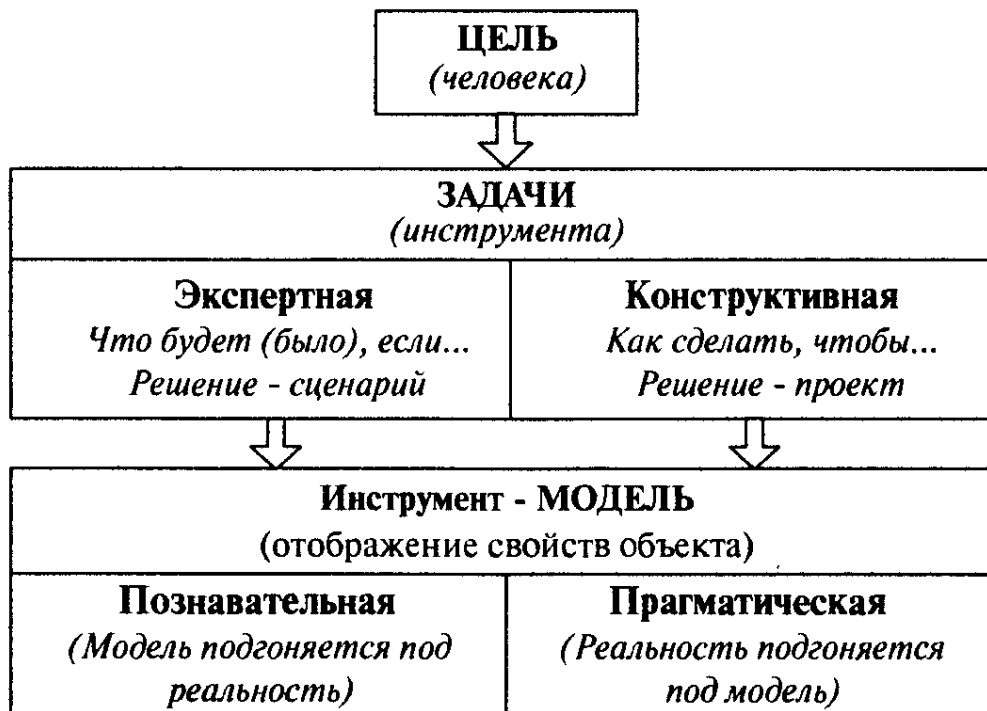 ЦЕЛЬ
(человека)
ЗАДАЧИ
(инструмента)
Экспертная
Что будет (было), если...
Решение - сценарий
Конструктивная
Как сделать, чтобы...
Решение - проект
Инструмент - МОДЕЛЬ
(отображение свойств объекта)
Познавательная
(Модель подгоняется под
реальность)
Прагматическая
(Реальность подгоняется
под модель)